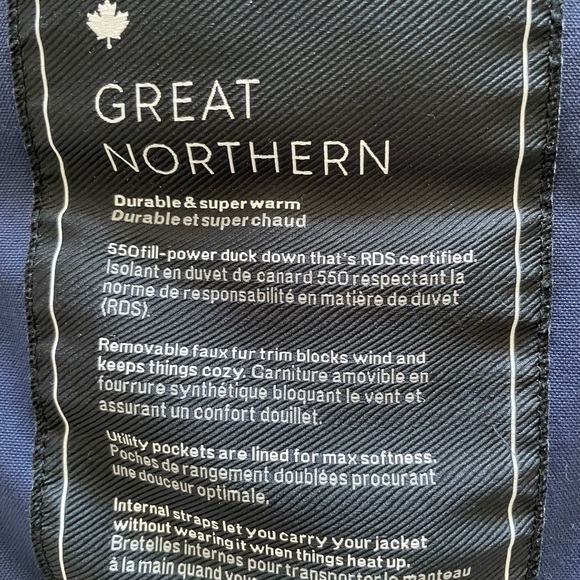 GREAT
NORTHERN
Durable & super warm
Durable et super chaud
550 fill-power duck down that's RDS certified.
Isolant en duvet de canard 550 respectant la
norme de responsabilité en matière de duvet
(RDS).
Removable faux fur trim blocks wind and
keeps things cozy. Garniture amovible en
fourrure synthétique bloquant le vent et
assurant un confort douillet.
Utility pockets are lined for max softness.
Poches de rangement doublées procurant
une douceur optimale.
Internal straps let you carry your jacket
without wearing it when things heat up.
Bretelles internes pour transporter le manteau
à la main quand vous